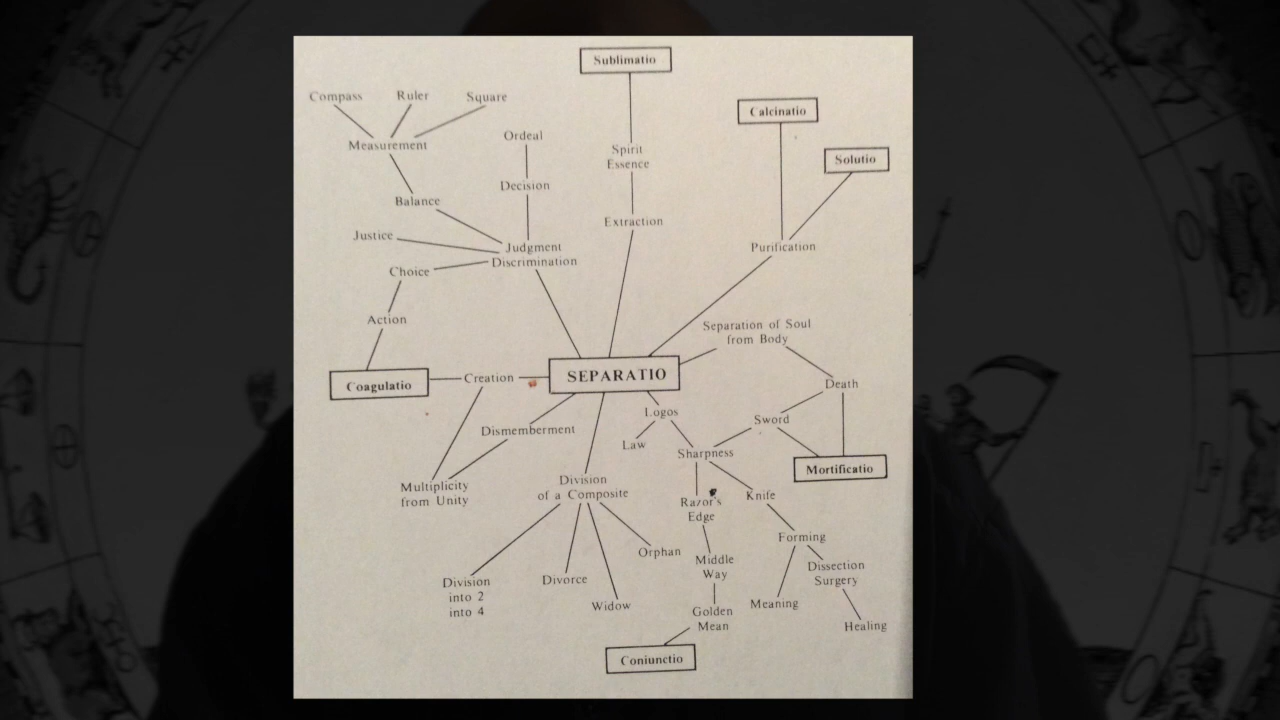 Sublimatio
Compass
Ruler
Square
Calcinatio
Ordeal
Measurement
Spirit
Essence
Solutio
Decision
Balance
Extraction
Justice
Judgment
Discrimination
Purification
Choice
Action
Separation of Soul
from Body
SEPARATIO
Coagulatio
Creation
Death
Logos
Sword
Dismemberment
Law
Sharpness
Mortificatio
Multiplicity
from Unity
Division
of a Composite
Razor's
Edge
Knife
Forming
Orphan
Middle
Way
Dissection
Surgery
Division
into 2
into 4
Divorce
Widow
Meaning
Golden
Mean
Healing
Coniunctio